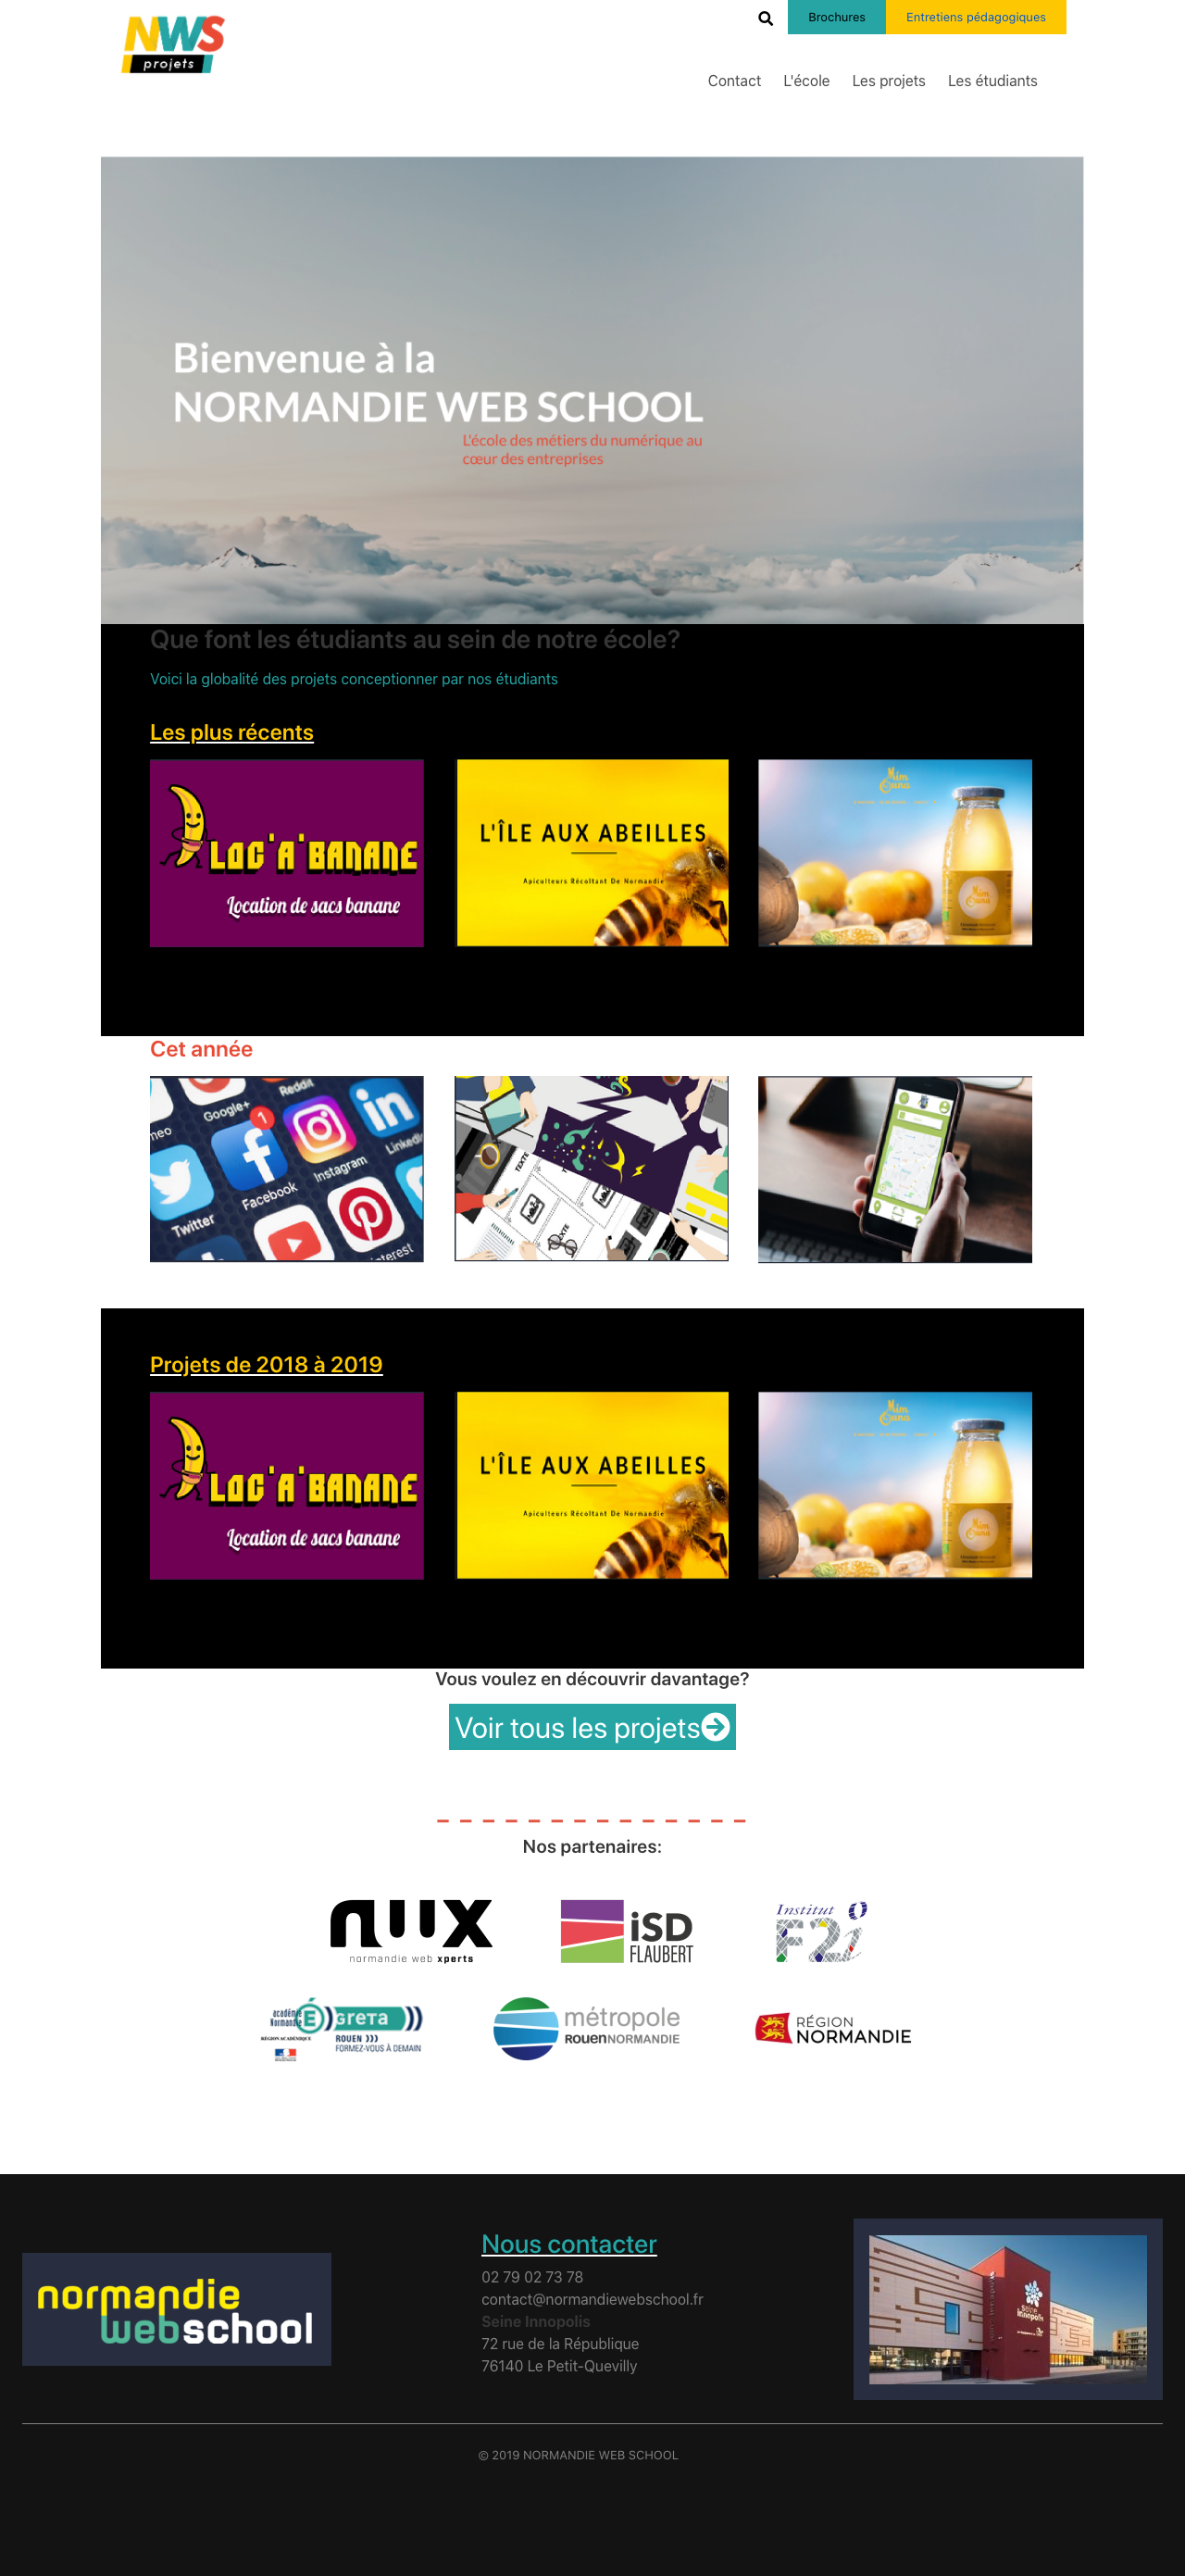 NWS
projets
Brochures
Entretiens pédagogiques
Contact
L'école
Les projets
Les étudiants
Bienvenue à la
NORMANDIE WEB SCHOOL
L'école des métiers du numérique au
cœur des entreprises
Que font les étudiants au sein de notre école?
Voici la globalité des projets conceptionner par nos étudiants
Les plus récents
LOC'A'BANANE
Location de sacs banane
L'ÎLE AUX ABEILLES
Apiculteurs Récoltant De Normandie
Cet année
Reddit
Google+
LinkedIn
1
Instagram
Facebook
Twitter
TEXTE
Projets de 2018 à 2019
LOC'A'BANANE
Location de sacs banane
L'ÎLE AUX ABEILLES
Apiculteurs Récoltant De Normandie
Vous voulez en découvrir davantage?
Voir tous les projets
Nos partenaires:
nwx
normandie web xperts
iSD
FLAUBERT
Institut
F2i
académie
Normandie
RÉGION ACADÉMIQUE
GRETA
ROUEN )))
FORMEZ-VOUS À DEMAIN
métropole
ROUENNORMANDIE
RÉGION
NORMANDIE
normandie
webschool
Nous contacter
02 79 02 73 78
contact@normandiewebschool.fr
Seine Innopolis
72 rue de la République
76140 Le Petit-Quevilly
seine
innopolis
© 2019 NORMANDIE WEB SCHOOL